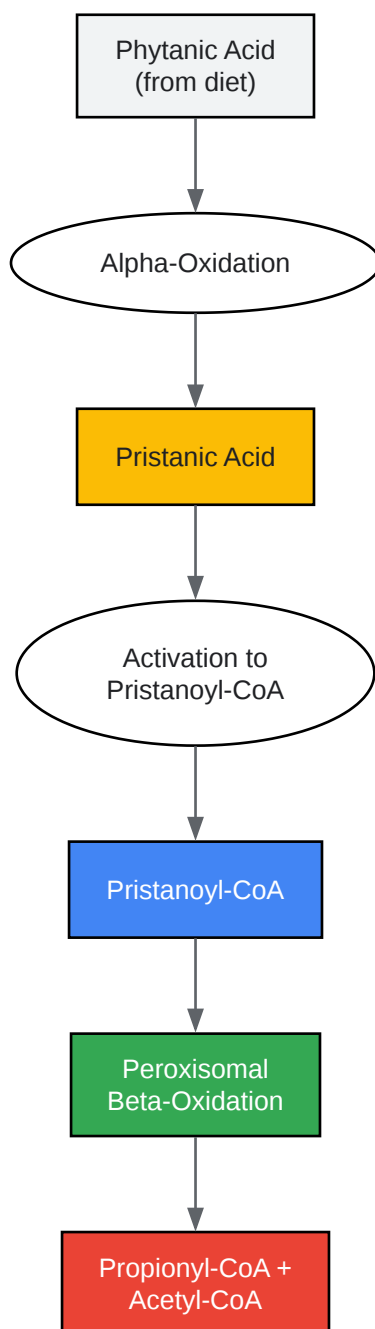 Phytanic Acid
(from diet)
Alpha-Oxidation
Pristanic Acid
Activation to
Pristanoyl-CoA
Pristanoyl-CoA
Peroxisomal
Beta-Oxidation
Propionyl-CoA +
Acetyl-CoA